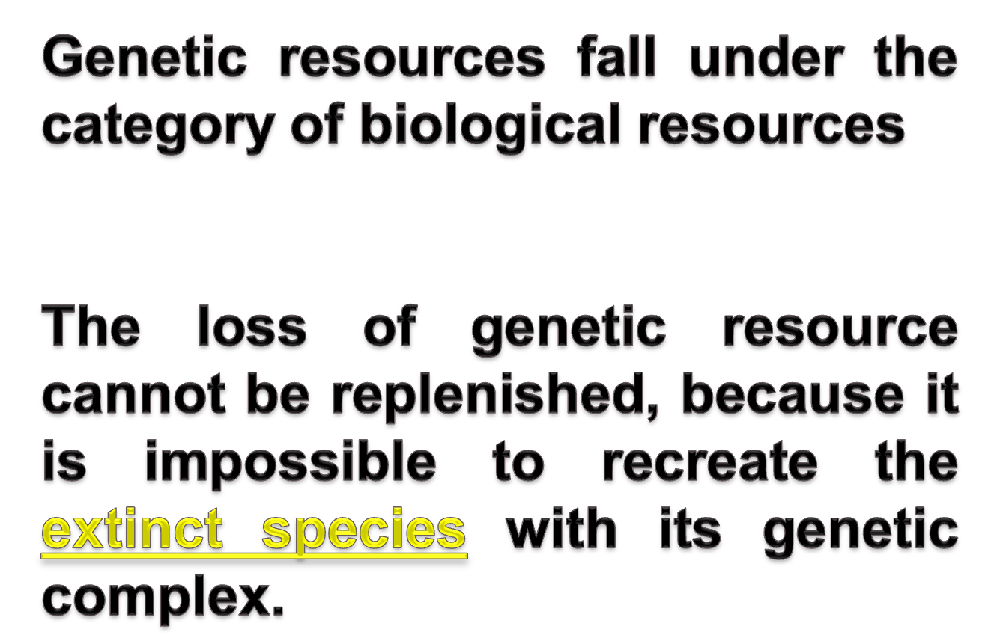 Genetic resources fall under the
category of biological resources
The loss of genetic resource
cannot be replenished, because it
is impossible to recreate the
extinct species with its genetic
complex.